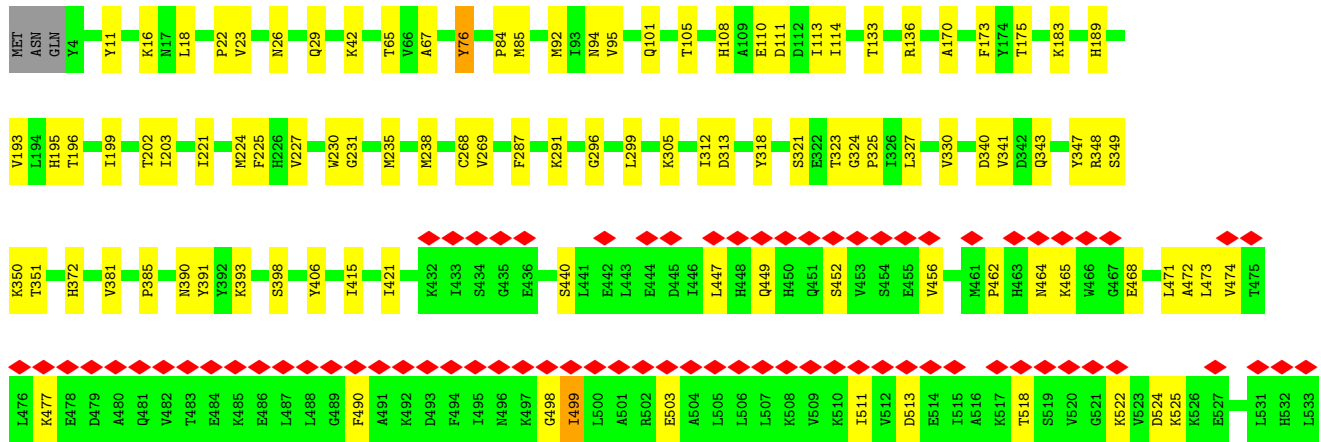 MET ASN GLN Y4 Y11 K16 N17 L18 P22 V23 N26 Q29 K42 T65 V66 A67 Y76 P84 M85 M92 I93 N94 V95 Q101 T105 H108 A109 E110 D111 D112 I113 I114 T133 R136 A170 F173 Y174 T175 K183 H189
V193 L194 H195 T196 I199 T202 I203 I221 M224 F225 H226 V227 W230 G231 M235 M238 C268 V269 F287 K291 G296 L299 K305 I312 D313 Y318 S321 E322 T323 G324 P325 I326 L327 V330 D340 V341 D342 Q343 Y347 R348 S349
K350 T351 H372 V381 P385 N390 Y391 Y392 K393 S398 Y406 I415 I421 K432 I433 S434 G435 E436 S440 L441 E442 L443 E444 D445 I446 L447 H448 Q449 H450 Q451 S452 V453 S454 E455 V456 M461 P462 H463 N464 K465 W466 G467 E468 L471 A472 L473 V474 T475
L476 K477 E478 D479 A480 Q481 V482 T483 E484 K485 E486 L487 L488 G489 F490 A491 K492 D493 F494 I495 N496 K497 G498 I499 L500 A501 R502 E503 A504 L505 L506 L507 K508 V509 K510 I511 V512 D513 E514 I515 A516 K517 T518 S519 V520 G521 K522 V523 D524 K525 K526 E527 L531 H532 L533